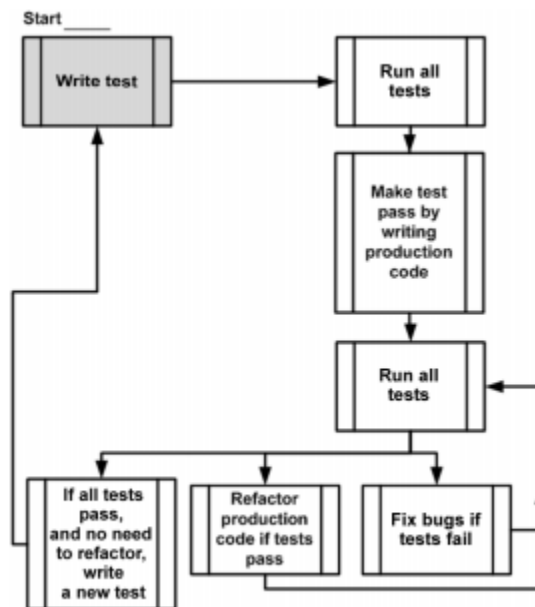 Start
Write test
Run all
tests
Make test
pass by
writing
production
code
Run all
tests
If all tests
pass,
and no need
to refactor,
write
a new test
Refactor
production
code if tests
pass
Fix bugs if
tests fail